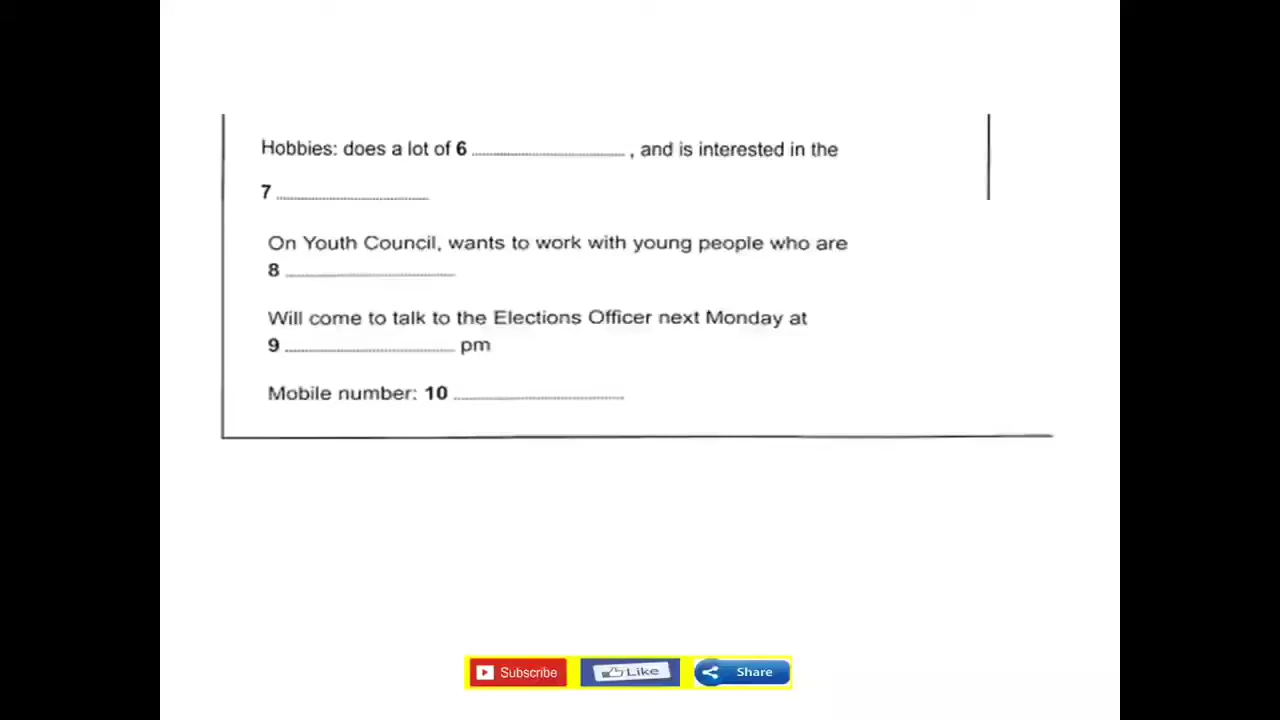 Hobbies: does a lot of 6 ........................ , and is interested in the
7 ........................
On Youth Council, wants to work with young people who are
8 ........................
Will come to talk to the Elections Officer next Monday at
9 ........................ pm
Mobile number: 10 ........................
Subscribe Like Share